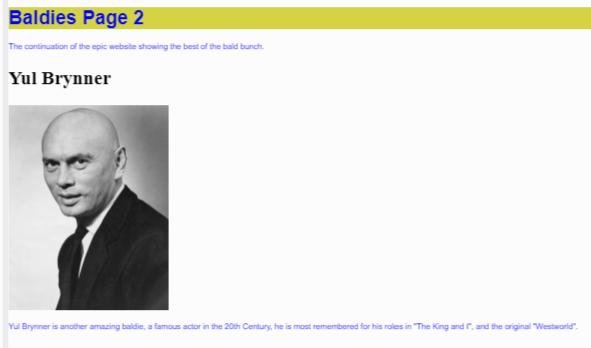 Baldies Page 2
The continuation of the epic website showing the best of the bald bunch.
Yul Brynner
Yul Brynner is another amazing baldie, a famous actor in the 20th Century, he is most remembered for his roles in "The King and I", and the original "Westworld".